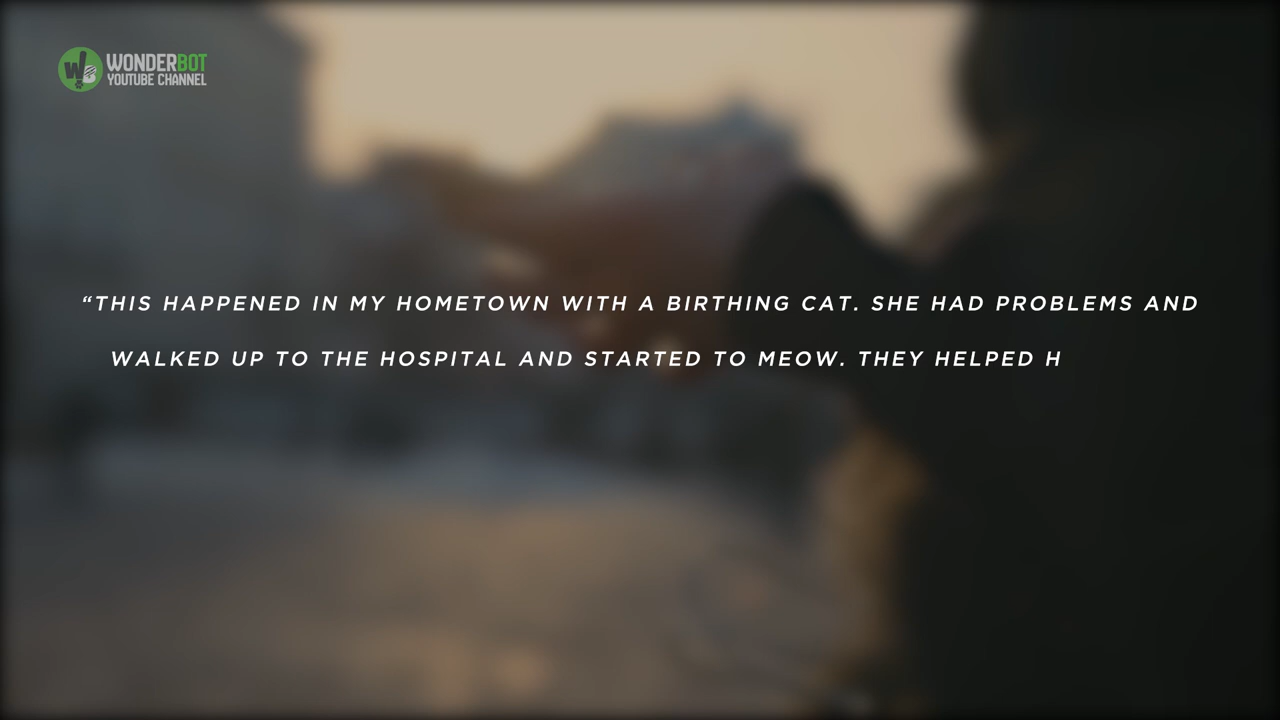 WONDERBOT
YOUTUBE CHANNEL
“THIS HAPPENED IN MY HOMETOWN WITH A BIRTHING CAT. SHE HAD PROBLEMS AND
WALKED UP TO THE HOSPITAL AND STARTED TO MEOW. THEY HELPED H